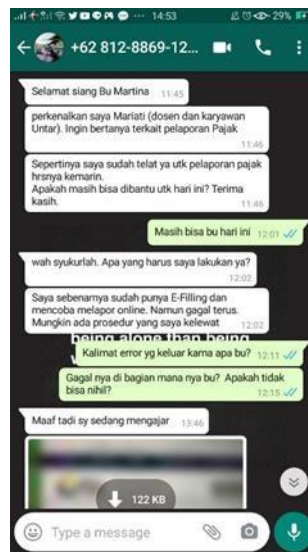 14:53
29%
+62 812-8869-12...
Selamat siang Bu Martina 11:45
perkenalkan saya Mariati (dosen dan karyawan
Untar). Ingin bertanya terkait pelaporan Pajak
11:46
Sepertinya saya sudah telat ya utk pelaporan pajak
hrsnya kemarin.
Apakah masih bisa dibantu utk hari ini? Terima
kasih. 11:46
Masih bisa bu hari ini 12:01
wah syukurlah. Apa yang harus saya lakukan ya?
12:02
Saya sebenarnya sudah punya E-Filling dan
mencoba melapor online. Namun gagal terus.
Mungkin ada prosedur yang saya kelewat 12:02
being alone than being
Kalimat error yg keluar karna apa bu? 12:11
Gagal nya di bagian mana nya bu? Apakah tidak
bisa nihil? 12:15
Maaf tadi sy sedang mengajar 13:46
122 KB
Type a message